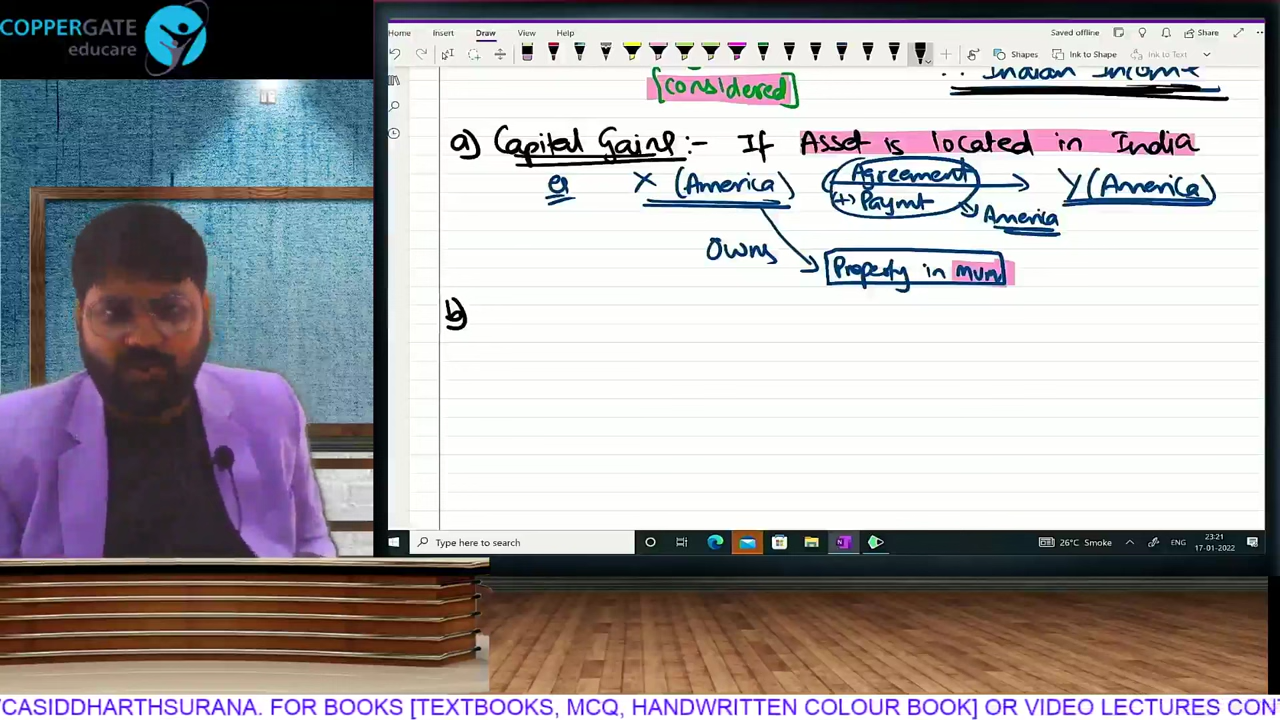 COPPERGATE
educare
Home Insert Draw View Help
Saved offline
Share
Shapes
Ink to Shape
Ink to Text
[considered]
∴ Indian Income
a) Capital Gains:- If Asset is located in India
eg X (America) Agreement Y (America)
(+) Paymt America
Owns
Property in mum
b)
Type here to search
26°C Smoke
ENG
23:21
17-01-2022
/CASIDDHARTHSURANA. FOR BOOKS [TEXTBOOKS, MCQ, HANDWRITTEN COLOUR BOOK] OR VIDEO LECTURES CON